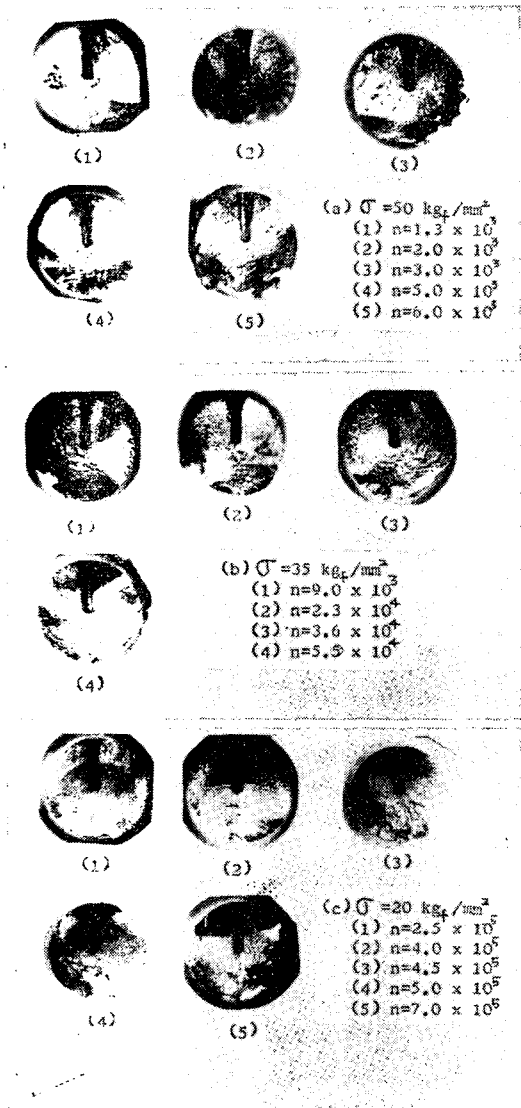 (1)
(2)
(3)
(4)
(5)
(a) σ =50 kgf/mm²
(1) n=1.3 x 10³
(2) n=2.0 x 10³
(3) n=3.0 x 10³
(4) n=5.0 x 10³
(5) n=6.0 x 10³
(1)
(2)
(3)
(4)
(b) σ =35 kgf/mm²
(1) n=9.0 x 10³
(2) n=2.3 x 10⁴
(3) n=3.6 x 10⁴
(4) n=5.5 x 10⁴
(1)
(2)
(3)
(4)
(5)
(c) σ =20 kgf/mm²
(1) n=2.5 x 10⁵
(2) n=4.0 x 10⁵
(3) n=4.5 x 10⁵
(4) n=5.0 x 10⁵
(5) n=7.0 x 10⁵